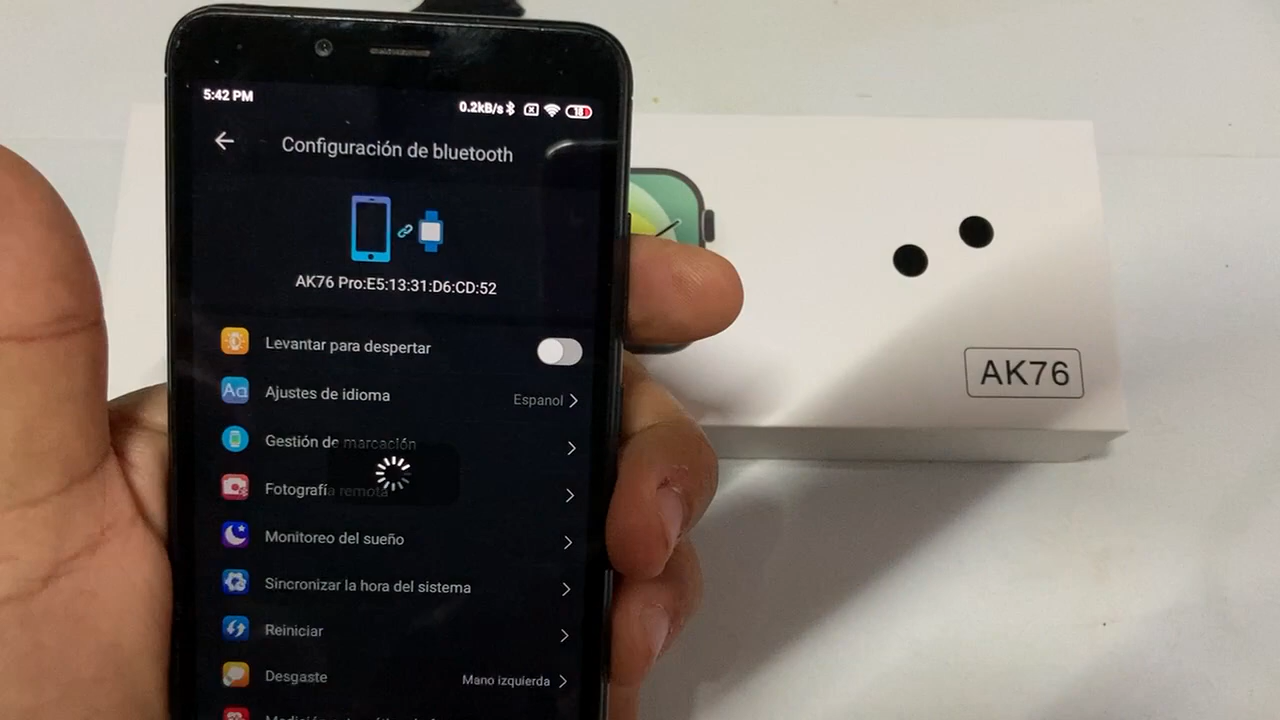 5:42 PM
0.2kB/s
18
Configuración de bluetooth
AK76 Pro:E5:13:31:D6:CD:52
Levantar para despertar
Aa
Ajustes de idioma
Espanol
Gestión de marcación
Fotografía remota
Monitoreo del sueño
Sincronizar la hora del sistema
Reiniciar
Desgaste
Mano izquierda
AK76